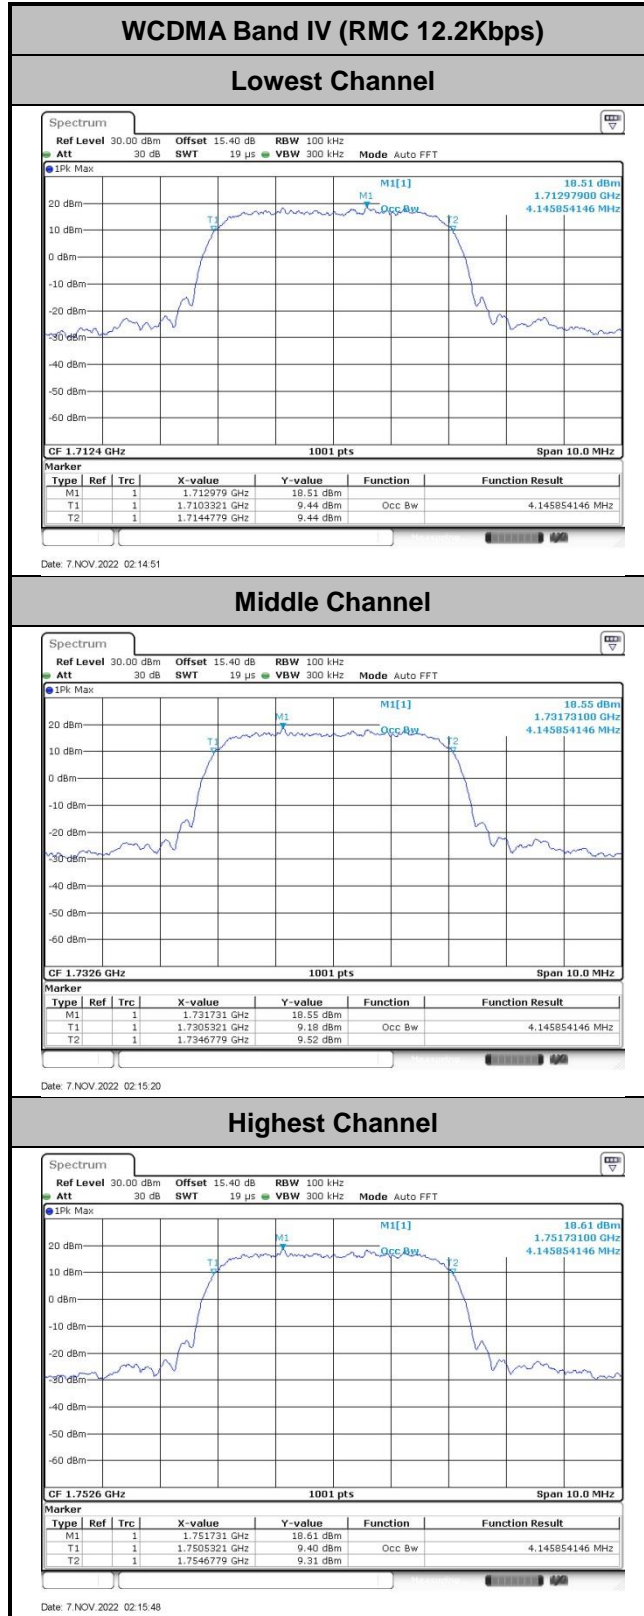 WCDMA Band IV (RMC 12.2Kbps)
Lowest Channel
Spectrum
Ref Level 30.00 dBm Offset 15.40 dB RBW 100 kHz
Att 30 dB SWT 19 µs VBW 300 kHz Mode Auto FFT
1Pk Max
M1[1] 18.51 dBm
1.71297900 GHz
Occ Bw 4.145854146 MHz
M1
T1
T2
20 dBm
10 dBm
0 dBm
-10 dBm
-20 dBm
-30 dBm
-40 dBm
-50 dBm
-60 dBm
CF 1.7124 GHz 1001 pts Span 10.0 MHz
Marker
Type Ref Trc X-value Y-value Function Function Result
M1 1 1.712979 GHz 18.51 dBm
T1 1 1.7103321 GHz 9.44 dBm Occ Bw 4.145854146 MHz
T2 1 1.7144779 GHz 9.44 dBm
Date: 7.NOV.2022 02:14:51
Middle Channel
Spectrum
Ref Level 30.00 dBm Offset 15.40 dB RBW 100 kHz
Att 30 dB SWT 19 µs VBW 300 kHz Mode Auto FFT
1Pk Max
M1[1] 18.55 dBm
1.73173100 GHz
Occ Bw 4.145854146 MHz
M1
T1
T2
20 dBm
10 dBm
0 dBm
-10 dBm
-20 dBm
-30 dBm
-40 dBm
-50 dBm
-60 dBm
CF 1.7326 GHz 1001 pts Span 10.0 MHz
Marker
Type Ref Trc X-value Y-value Function Function Result
M1 1 1.731731 GHz 18.55 dBm
T1 1 1.7305321 GHz 9.18 dBm Occ Bw 4.145854146 MHz
T2 1 1.7346779 GHz 9.52 dBm
Date: 7.NOV.2022 02:15:20
Highest Channel
Spectrum
Ref Level 30.00 dBm Offset 15.40 dB RBW 100 kHz
Att 30 dB SWT 19 µs VBW 300 kHz Mode Auto FFT
1Pk Max
M1[1] 18.61 dBm
1.75173100 GHz
Occ Bw 4.145854146 MHz
M1
T1
T2
20 dBm
10 dBm
0 dBm
-10 dBm
-20 dBm
-30 dBm
-40 dBm
-50 dBm
-60 dBm
CF 1.7526 GHz 1001 pts Span 10.0 MHz
Marker
Type Ref Trc X-value Y-value Function Function Result
M1 1 1.751731 GHz 18.61 dBm
T1 1 1.7505321 GHz 9.40 dBm Occ Bw 4.145854146 MHz
T2 1 1.7546779 GHz 9.31 dBm
Date: 7.NOV.2022 02:15:48